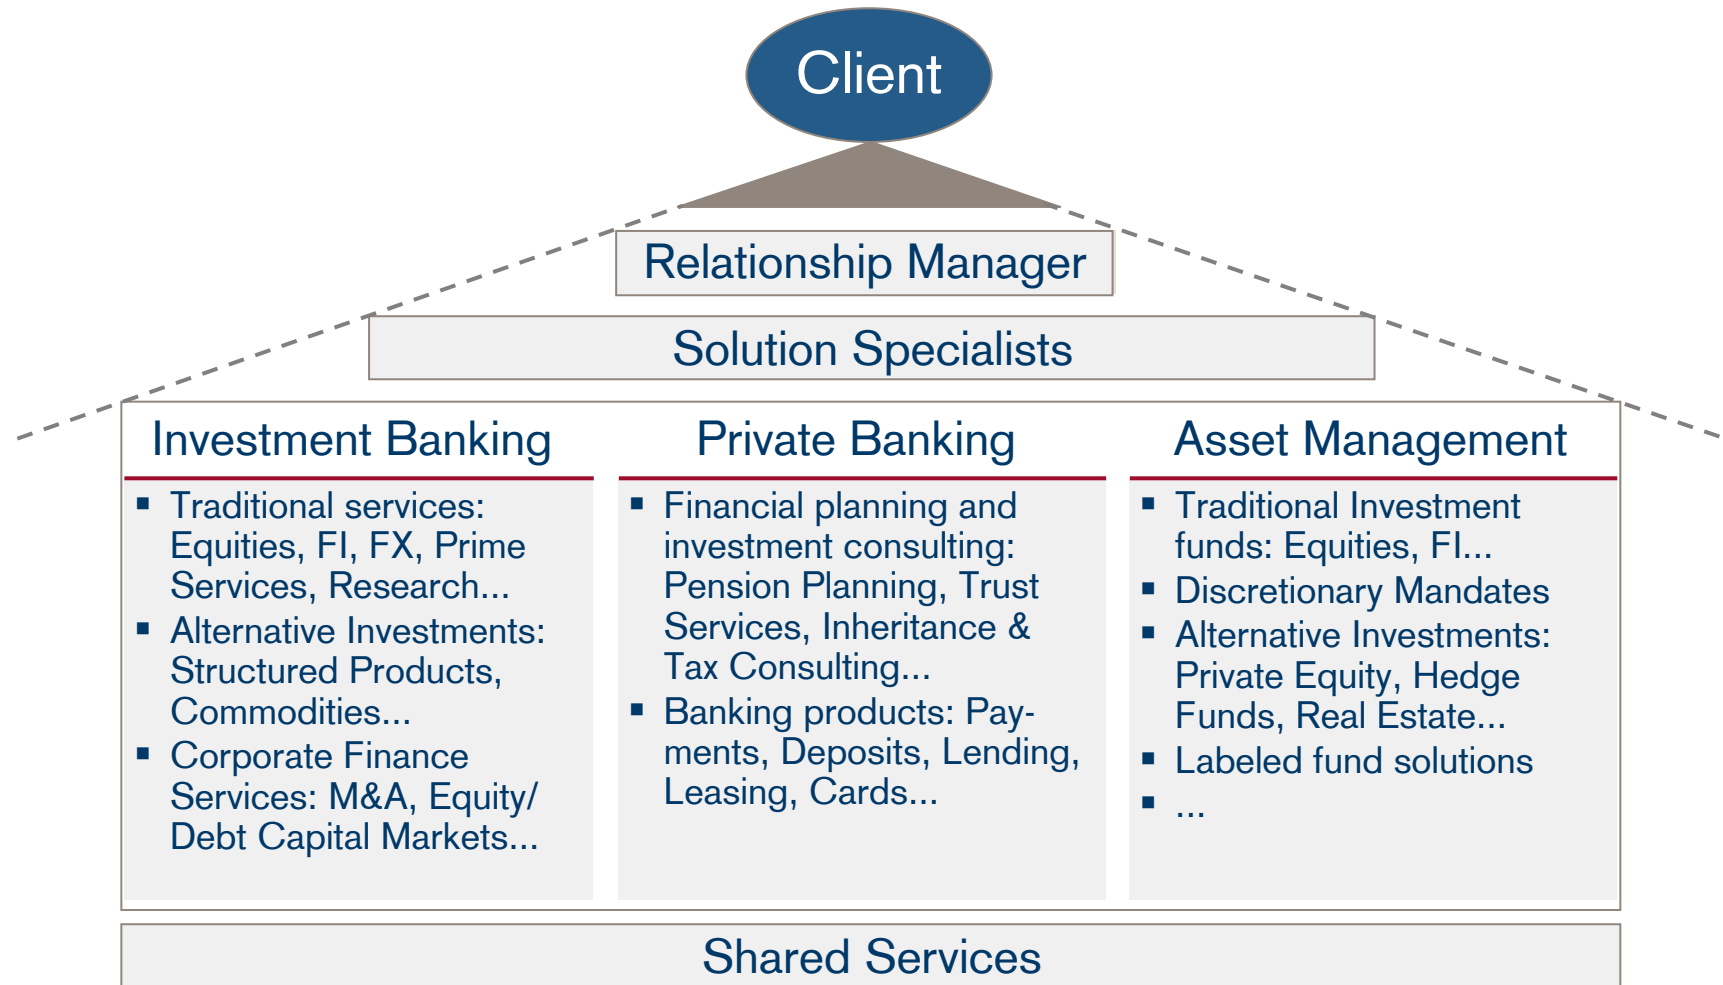 Client
Relationship Manager
Solution Specialists
Investment Banking
▪ Traditional services:
Equities, FI, FX, Prime
Services, Research...
▪ Alternative Investments:
Structured Products,
Commodities...
▪ Corporate Finance
Services: M&A, Equity/
Debt Capital Markets...
Private Banking
▪ Financial planning and
investment consulting:
Pension Planning, Trust
Services, Inheritance &
Tax Consulting...
▪ Banking products: Pay-
ments, Deposits, Lending,
Leasing, Cards...
Asset Management
▪ Traditional Investment
funds: Equities, FI...
▪ Discretionary Mandates
▪ Alternative Investments:
Private Equity, Hedge
Funds, Real Estate...
▪ Labeled fund solutions
▪ ...
Shared Services